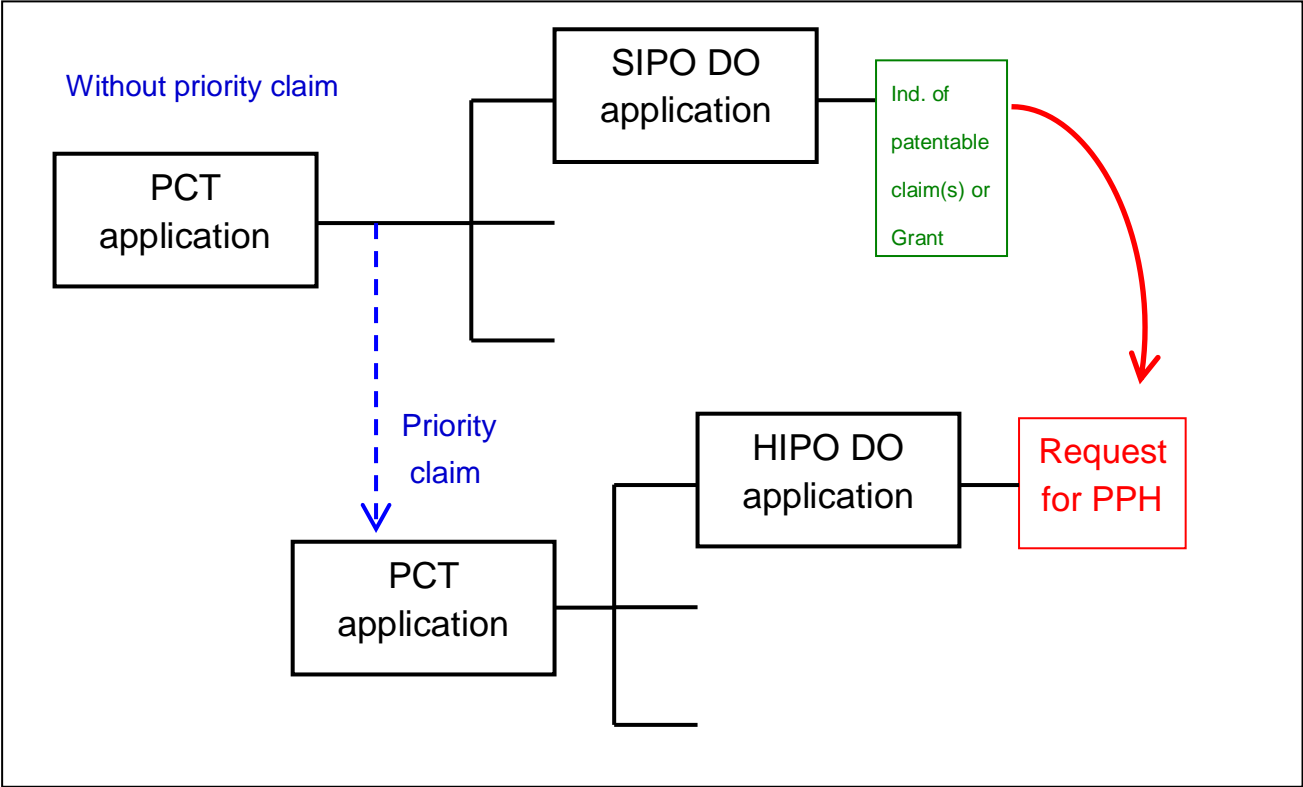 Without priority claim
SIPO DO
application
Ind. of
patentable
claim(s) or
Grant
PCT
application
Priority
claim
HIPO DO
application
Request
for PPH
PCT
application